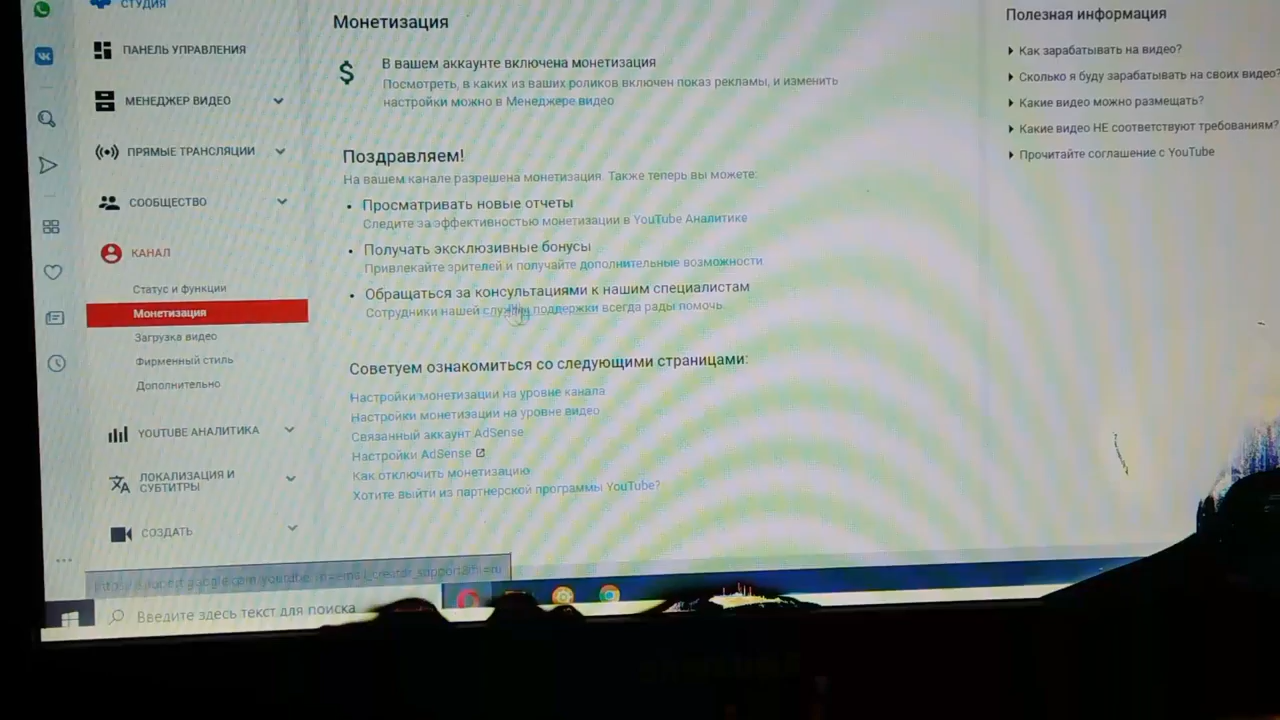 СТУДИЯ
ПАНЕЛЬ УПРАВЛЕНИЯ
МЕНЕДЖЕР ВИДЕО
ПРЯМЫЕ ТРАНСЛЯЦИИ
СООБЩЕСТВО
КАНАЛ
Статус и функции
Монетизация
Загрузка видео
Фирменный стиль
Дополнительно
YOUTUBE АНАЛИТИКА
ЛОКАЛИЗАЦИЯ И
СУБТИТРЫ
СОЗДАТЬ
Монетизация
В вашем аккаунте включена монетизация
Посмотреть, в каких из ваших роликов включен показ рекламы, и изменить
настройки можно в Менеджере видео
Поздравляем!
На вашем канале разрешена монетизация. Также теперь вы можете:
Просматривать новые отчеты
Следите за эффективностью монетизации в YouTube Аналитике
Получать эксклюзивные бонусы
Привлекайте зрителей и получайте дополнительные возможности.
Обращаться за консультациями к нашим специалистам
Сотрудники нашей службы поддержки всегда рады помочь.
Советуем ознакомиться со следующими страницами:
Настройки монетизации на уровне канала
Настройки монетизации на уровне видео
Связанный аккаунт AdSense
Настройки AdSense
Как отключить монетизацию
Хотите выйти из партнерской программы YouTube?
Полезная информация
Как зарабатывать на видео?
Сколько я буду зарабатывать на своих видео?
Какие видео можно размещать?
Какие видео НЕ соответствуют требованиям?
Прочитайте соглашение с YouTube
Введите здесь текст для поиска